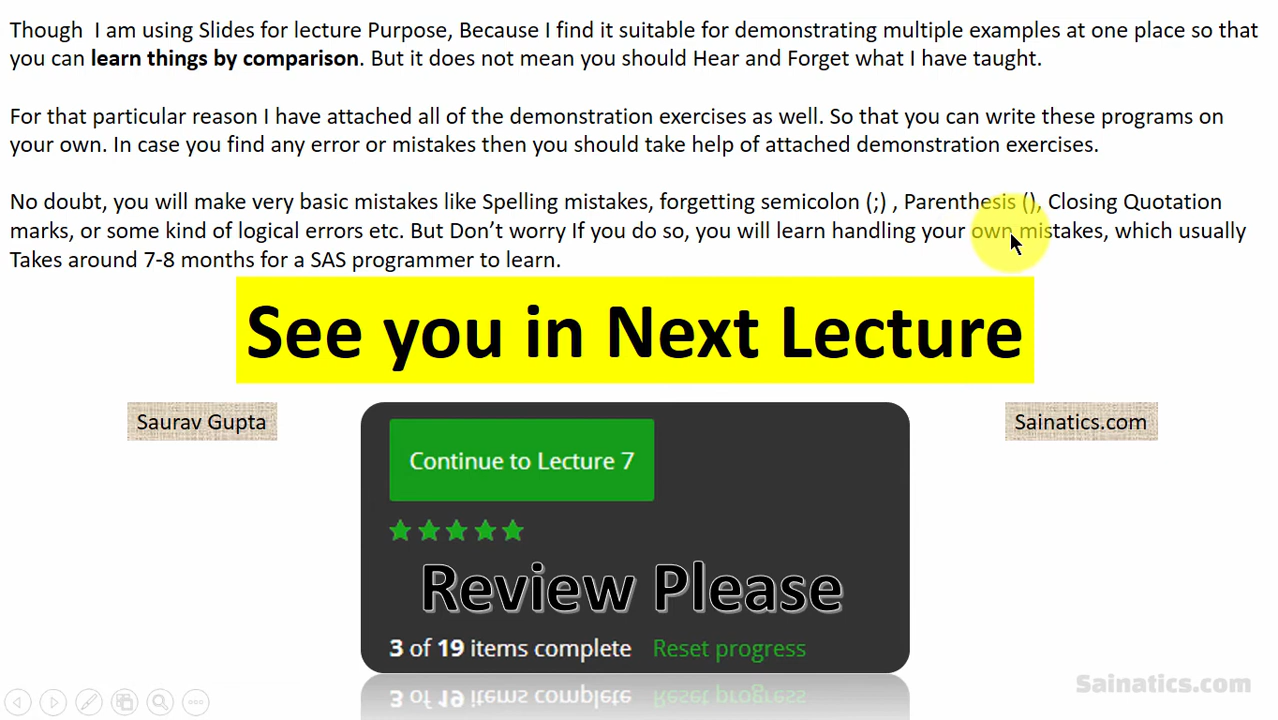 Though  I am using Slides for lecture Purpose, Because I find it suitable for demonstrating multiple examples at one place so that
you can learn things by comparison. But it does not mean you should Hear and Forget what I have taught.
For that particular reason I have attached all of the demonstration exercises as well. So that you can write these programs on
your own. In case you find any error or mistakes then you should take help of attached demonstration exercises.
No doubt, you will make very basic mistakes like Spelling mistakes, forgetting semicolon (;) , Parenthesis (), Closing Quotation
marks, or some kind of logical errors etc. But Don’t worry If you do so, you will learn handling your own mistakes, which usually
Takes around 7-8 months for a SAS programmer to learn.
See you in Next Lecture
Saurav Gupta
Sainatics.com
Continue to Lecture 7
Review Please
3 of 19 items complete Reset progress
3 of 19 items complete Reset progress
Sainatics.com